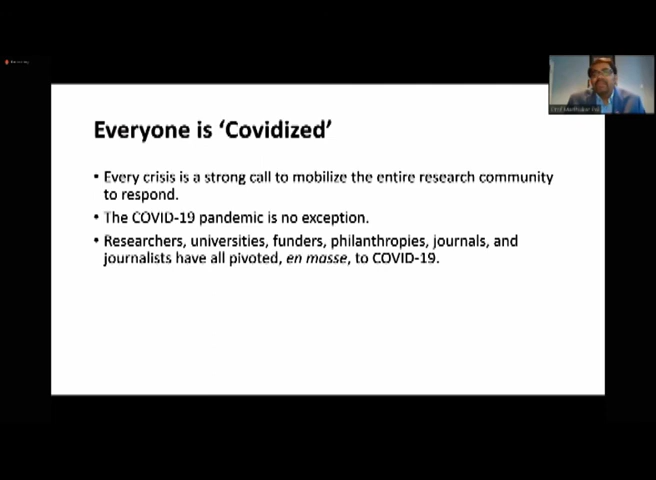 Everyone is ‘Covidized’
• Every crisis is a strong call to mobilize the entire research community
to respond.
• The COVID-19 pandemic is no exception.
• Researchers, universities, funders, philanthropies, journals, and
journalists have all pivoted, en masse, to COVID-19.